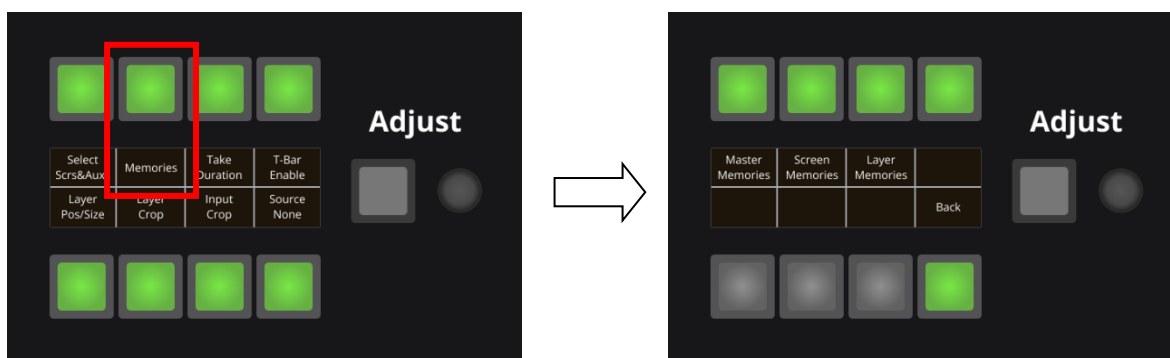 Adjust
Select
Scrs&Aux
Memories
Take
Duration
T-Bar
Enable
Layer
Pos/Size
Layer
Crop
Input
Crop
Source
None
Adjust
Master
Memories
Screen
Memories
Layer
Memories
Back